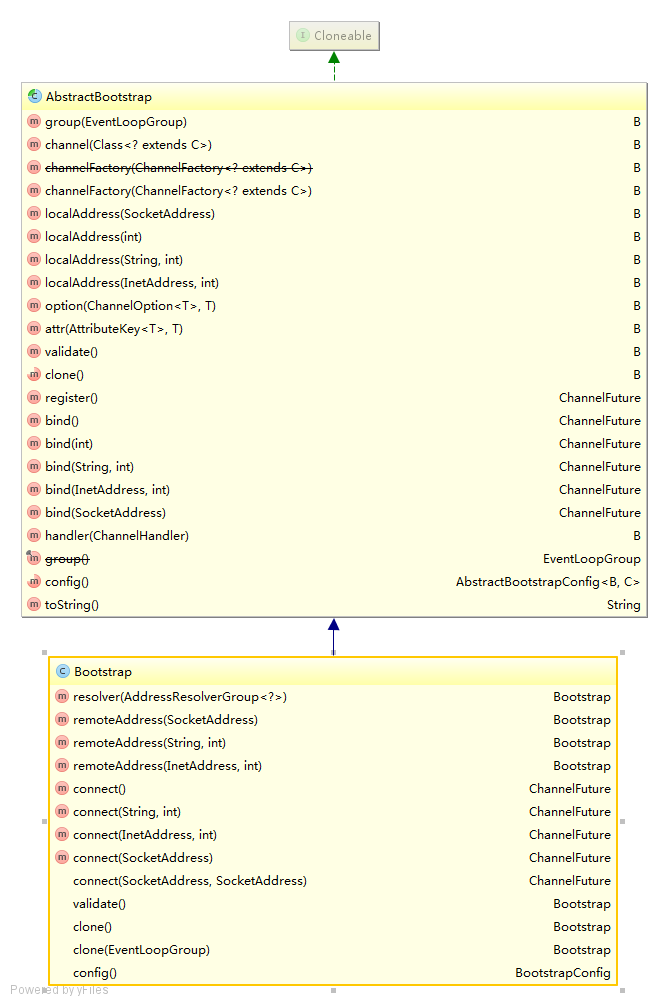 I Cloneable
C AbstractBootstrap
m group(EventLoopGroup) B
m channel(Class<? extends C>) B
m channelFactory(ChannelFactory<? extends C>) B
m channelFactory(ChannelFactory<? extends C>) B
m localAddress(SocketAddress) B
m localAddress(int) B
m localAddress(String, int) B
m localAddress(InetAddress, int) B
m option(ChannelOption<T>, T) B
m attr(AttributeKey<T>, T) B
m validate() B
m clone() B
m register() ChannelFuture
m bind() ChannelFuture
m bind(int) ChannelFuture
m bind(String, int) ChannelFuture
m bind(InetAddress, int) ChannelFuture
m bind(SocketAddress) ChannelFuture
m handler(ChannelHandler) B
m group() EventLoopGroup
m config() AbstractBootstrapConfig<B, C>
m toString() String
C Bootstrap
m resolver(AddressResolverGroup<?>) Bootstrap
m remoteAddress(SocketAddress) Bootstrap
m remoteAddress(String, int) Bootstrap
m remoteAddress(InetAddress, int) Bootstrap
m connect() ChannelFuture
m connect(String, int) ChannelFuture
m connect(InetAddress, int) ChannelFuture
m connect(SocketAddress) ChannelFuture
connect(SocketAddress, SocketAddress) ChannelFuture
validate() Bootstrap
clone() Bootstrap
clone(EventLoopGroup) Bootstrap
config() BootstrapConfig
Powered by yFiles